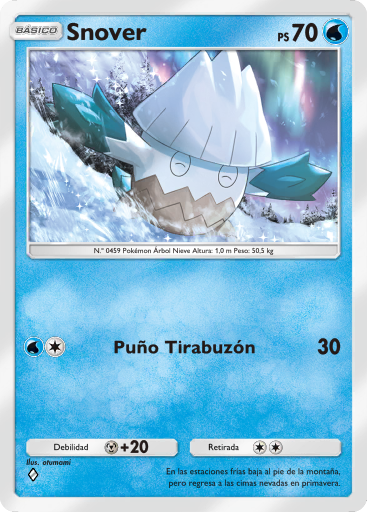 BÁSICO Snover PS 70
N.º 0459 Pokémon Árbol Nieve Altura: 1,0 m Peso: 50,5 kg
Puño Tirabuzón 30
Debilidad +20 Retirada
Ilus. otumami
En las estaciones frías baja al pie de la montaña,
pero regresa a las cimas nevadas en primavera.